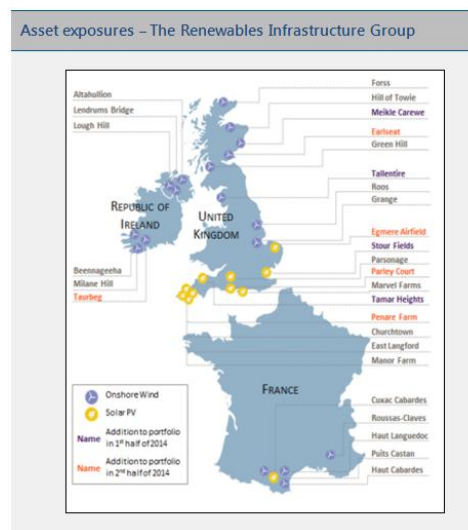 Asset exposures – The Renewables Infrastructure Group
Altahullion
Lendrums Bridge
Lough Hill
Forss
Hill of Towie
Meikle Carewe
Earlseat
Green Hill
Tallentire
Roos
Grange
REPUBLIC OF
IRELAND
UNITED
KINGDOM
Egmere Airfield
Stour Fields
Parsonage
Parley Court
Marvel Farms
Tamar Heights
Beennageeha
Milane Hill
Taurbeg
Penare Farm
Churchtown
East Langford
Manor Farm
FRANCE
Cuxac Cabardes
Roussas-Claves
Haut Languedoc
Puits Castan
Haut Cabardes
Onshore Wind
Solar PV
Name Addition to portfolio
in 1st half of 2014
Name Addition to portfolio
in 2nd half of 2014